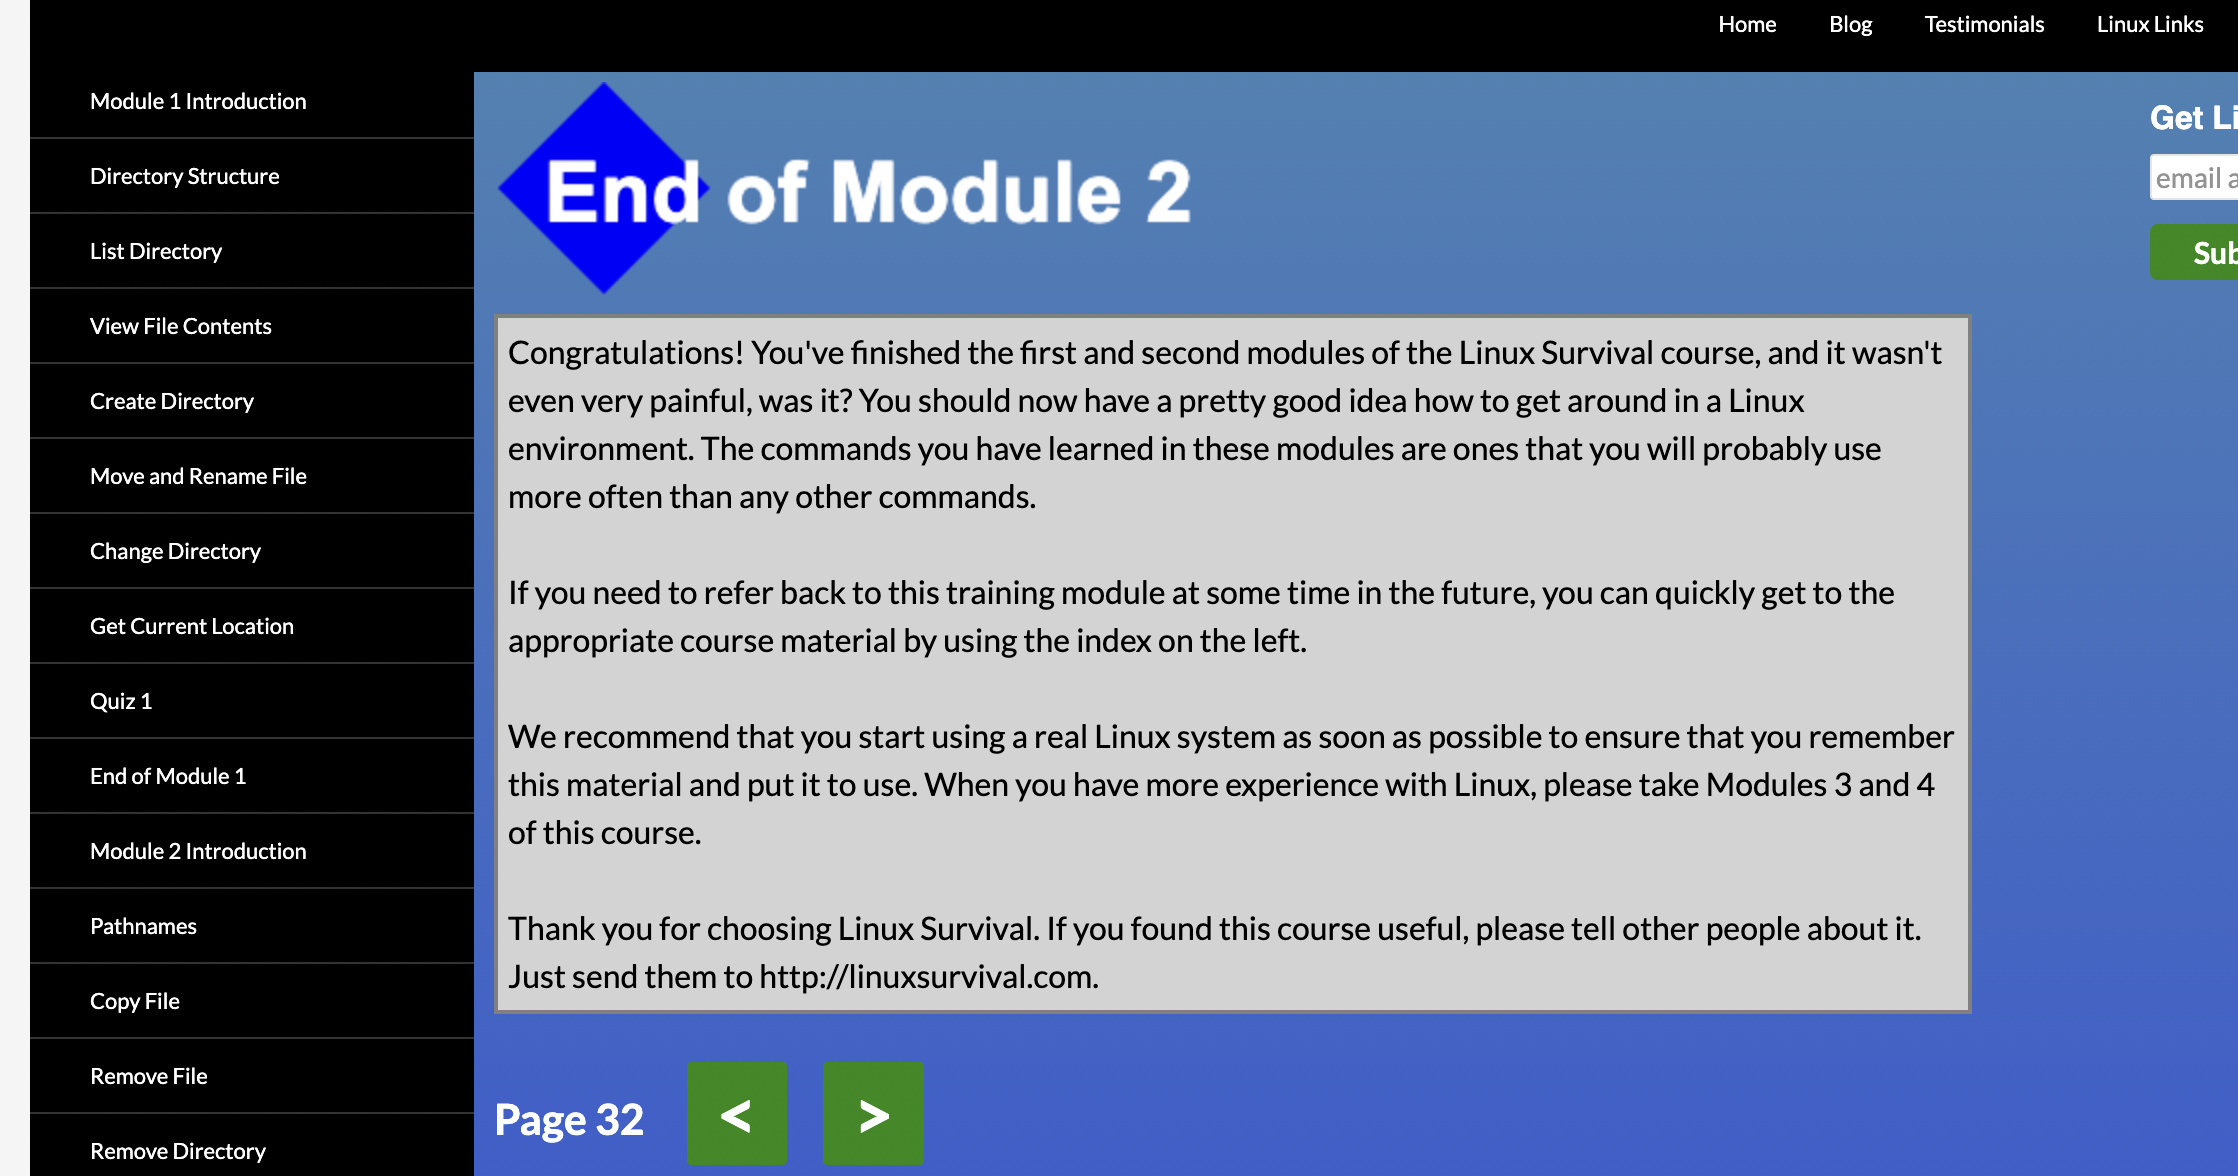 Home Blog Testimonials Linux Links
Module 1 Introduction
Directory Structure
List Directory
View File Contents
Create Directory
Move and Rename File
Change Directory
Get Current Location
Quiz 1
End of Module 1
Module 2 Introduction
Pathnames
Copy File
Remove File
Remove Directory
End of Module 2
Congratulations! You've finished the first and second modules of the Linux Survival course, and it wasn't
even very painful, was it? You should now have a pretty good idea how to get around in a Linux
environment. The commands you have learned in these modules are ones that you will probably use
more often than any other commands.
If you need to refer back to this training module at some time in the future, you can quickly get to the
appropriate course material by using the index on the left.
We recommend that you start using a real Linux system as soon as possible to ensure that you remember
this material and put it to use. When you have more experience with Linux, please take Modules 3 and 4
of this course.
Thank you for choosing Linux Survival. If you found this course useful, please tell other people about it.
Just send them to http://linuxsurvival.com.
Page 32 < >
Get Li
email a
Sub